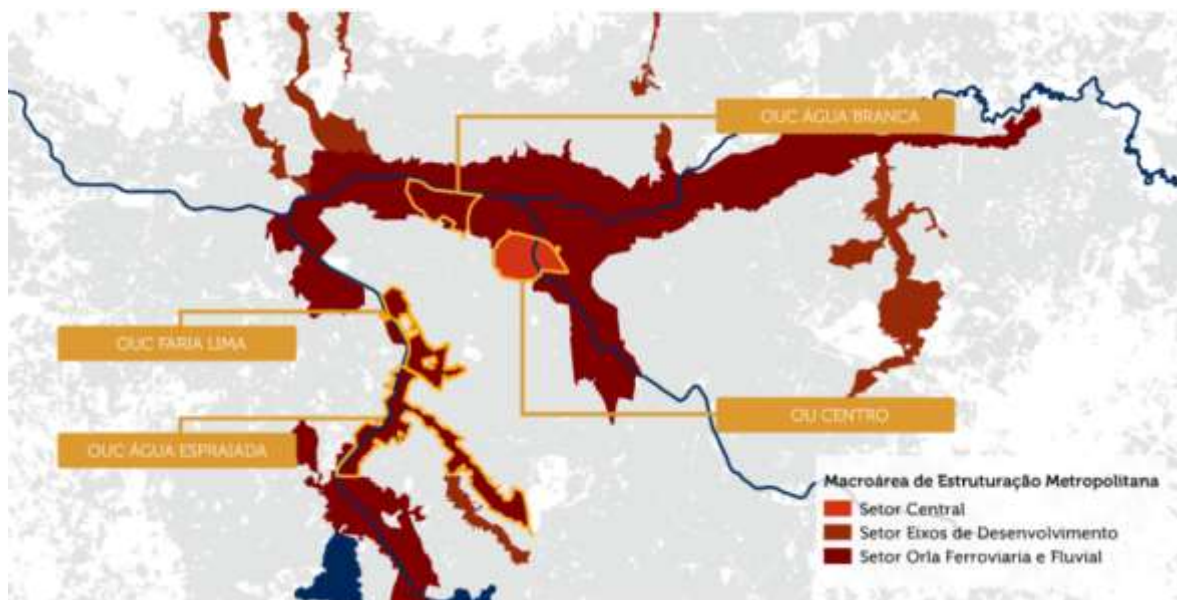 OUC ÁGUA BRANCA
OUC FARIA LIMA
OU CENTRO
OUC ÁGUA ESPRAIADA
Macroárea de Estruturação Metropolitana
Setor Central
Setor Eixos de Desenvolvimento
Setor Orla Ferroviaria e Fluvial